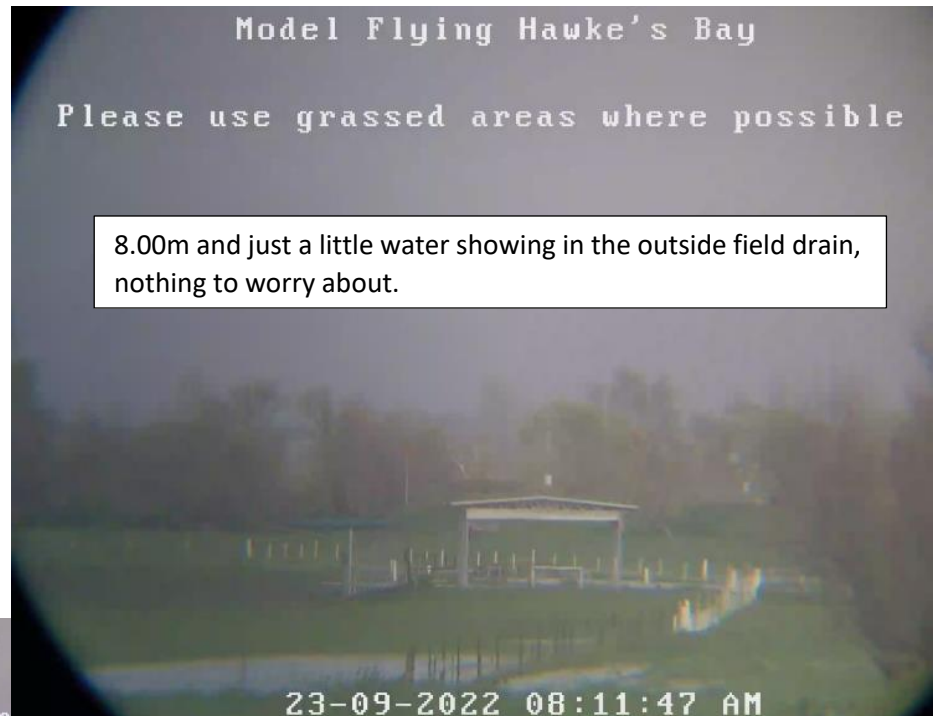 Model Flying Hawke's Bay
Please use grassed areas where possible
8.00m and just a little water showing in the outside field drain,
nothing to worry about.
23-09-2022 08:11:47 AM